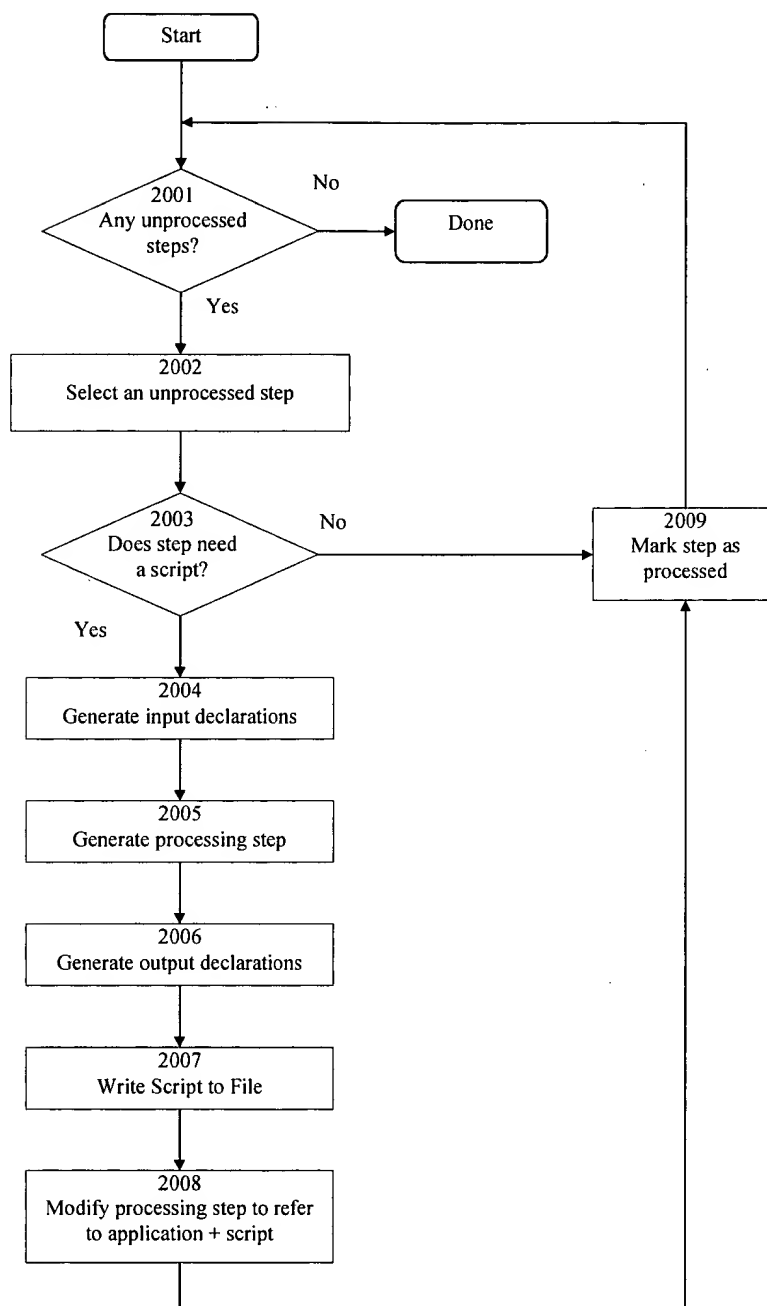 Start
2001
Any unprocessed
steps?
No
Done
Yes
2002
Select an unprocessed step
2003
Does step need
a script?
No
2009
Mark step as
processed
Yes
2004
Generate input declarations
2005
Generate processing step
2006
Generate output declarations
2007
Write Script to File
2008
Modify processing step to refer
to application + script